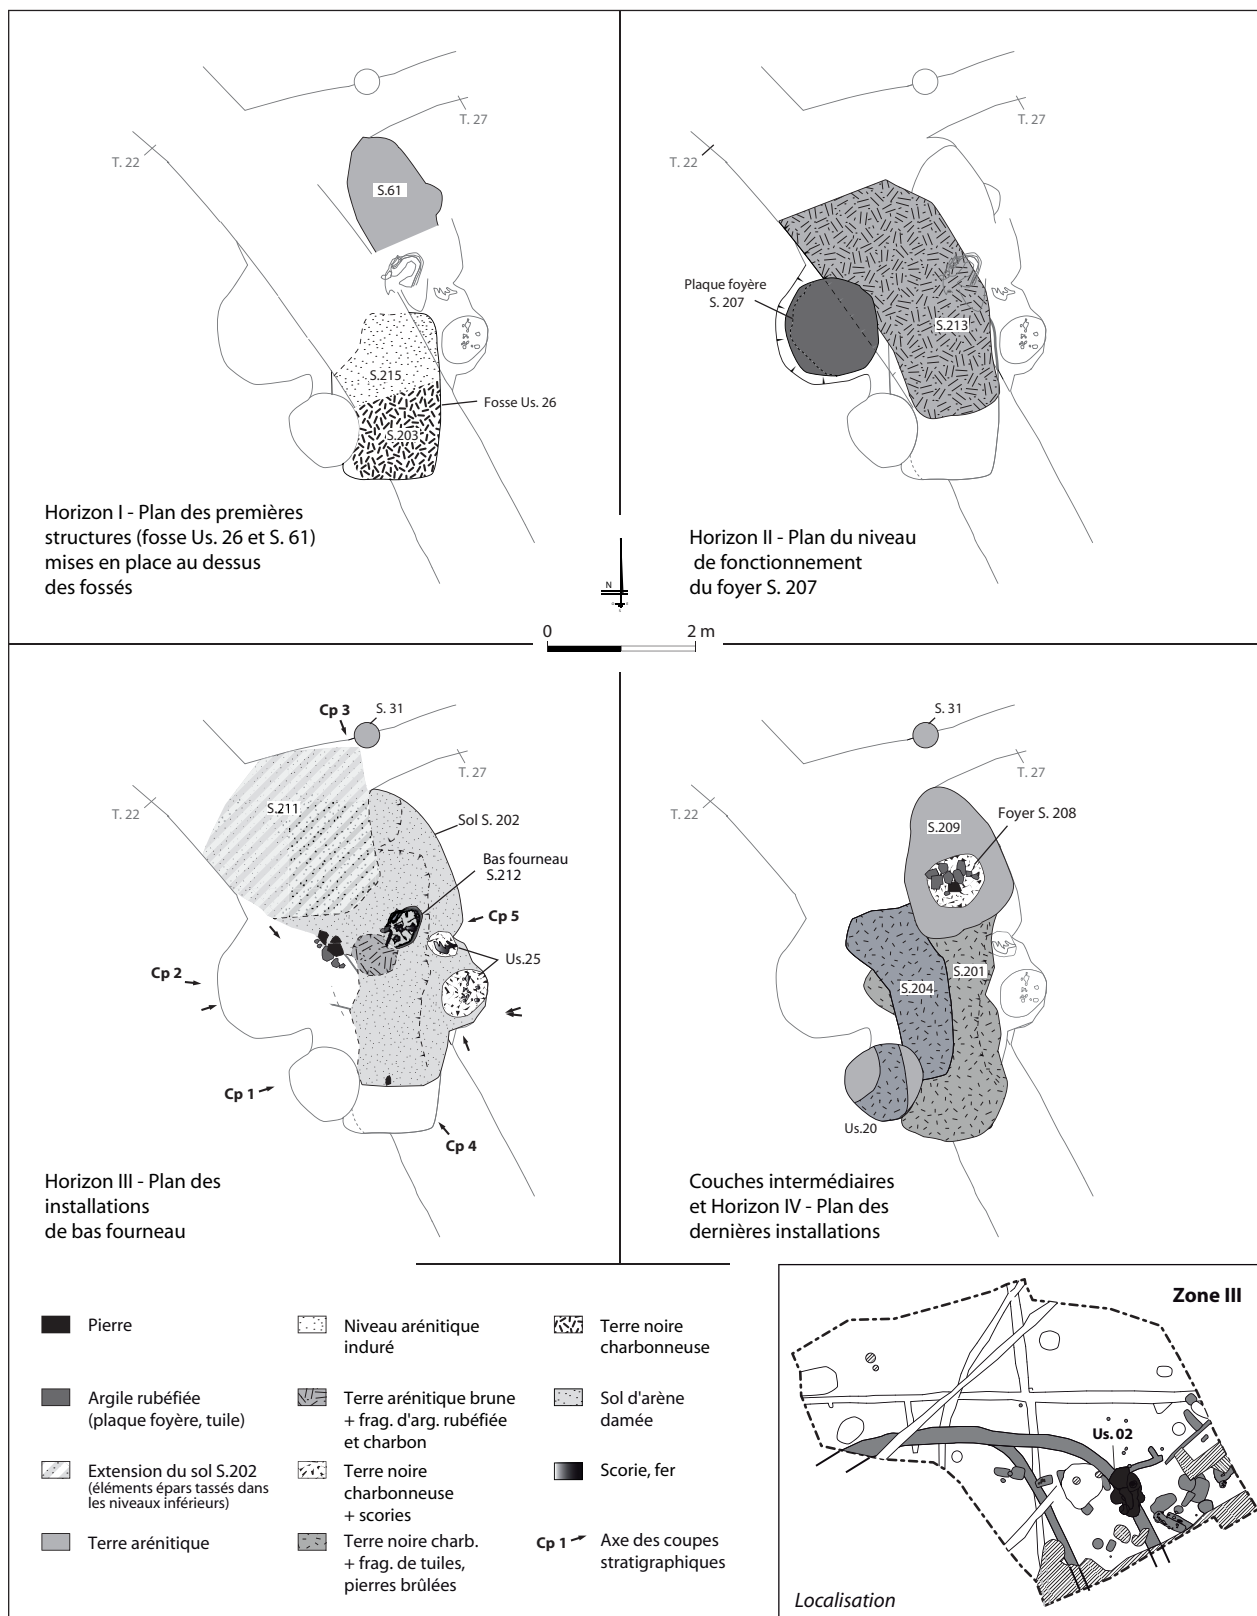 T. 27
T. 22
S.61
S.215
Fosse Us. 26
S.203
Horizon I - Plan des premières
structures (fosse Us. 26 et S. 61)
mises en place au dessus
des fossés
T. 27
T. 22
Plaque foyère
S. 207
S.213
Horizon II - Plan du niveau
de fonctionnement
du foyer S. 207
N
0 2 m
Cp 3
S. 31
T. 27
T. 22
S.211
Sol S. 202
Bas fourneau
S.212
Cp 5
Us.25
Cp 2
Cp 1
Cp 4
Horizon III - Plan des
installations
de bas fourneau
S. 31
T. 27
T. 22
S.209
Foyer S. 208
S.201
S.204
Us.20
Couches intermédiaires
et Horizon IV - Plan des
dernières installations
Pierre
Argile rubéfiée
(plaque foyère, tuile)
Extension du sol S.202
(éléments épars tassés dans
les niveaux inférieurs)
Terre arénitique
Niveau arénitique
induré
Terre arénitique brune
+ frag. d'arg. rubéfiée
et charbon
Terre noire
charbonneuse
+ scories
Terre noire charb.
+ frag. de tuiles,
pierres brûlées
Terre noire
charbonneuse
Sol d'arène
damée
Scorie, fer
Cp 1 Axe des coupes
stratigraphiques
Zone III
Us. 02
Localisation